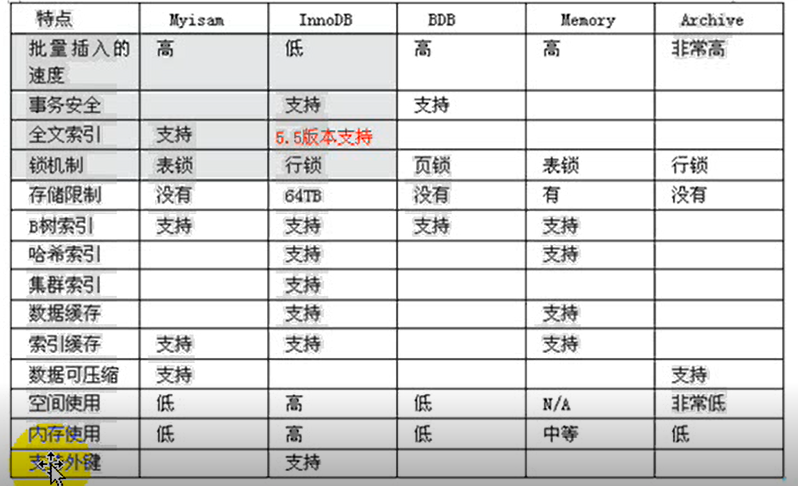 特点 Myisam InnoDB BDB Memory Archive
批量插入的 高 低 高 高 非常高
速度
事务安全 支持 支持
全文索引 支持 5.5版本支持
锁机制 表锁 行锁 页锁 表锁 行锁
存储限制 没有 64TB 没有 有 没有
B树索引 支持 支持 支持 支持
哈希索引 支持 支持
集群索引 支持
数据缓存 支持 支持
索引缓存 支持 支持 支持
数据可压缩 支持 支持
空间使用 低 高 低 N/A 非常低
内存使用 低 高 低 中等 低
支持外键 支持